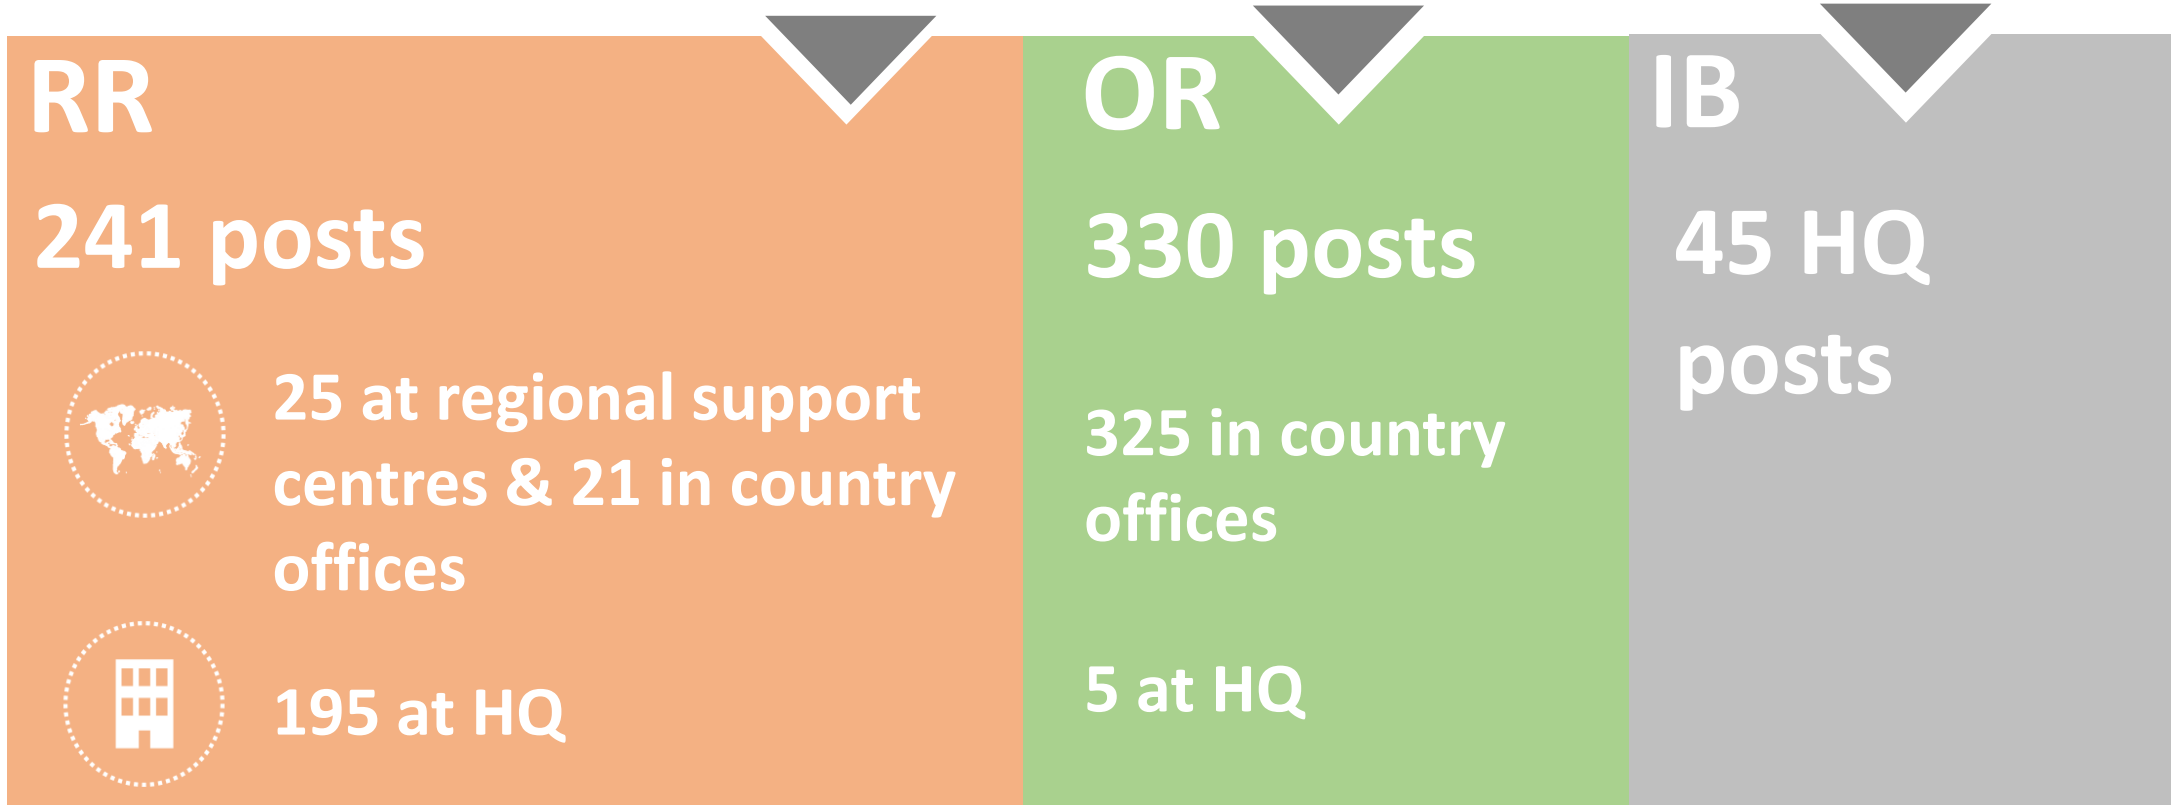 RR
241 posts
25 at regional support
centres & 21 in country
offices
195 at HQ
OR
330 posts
325 in country
offices
5 at HQ
IB
45 HQ
posts